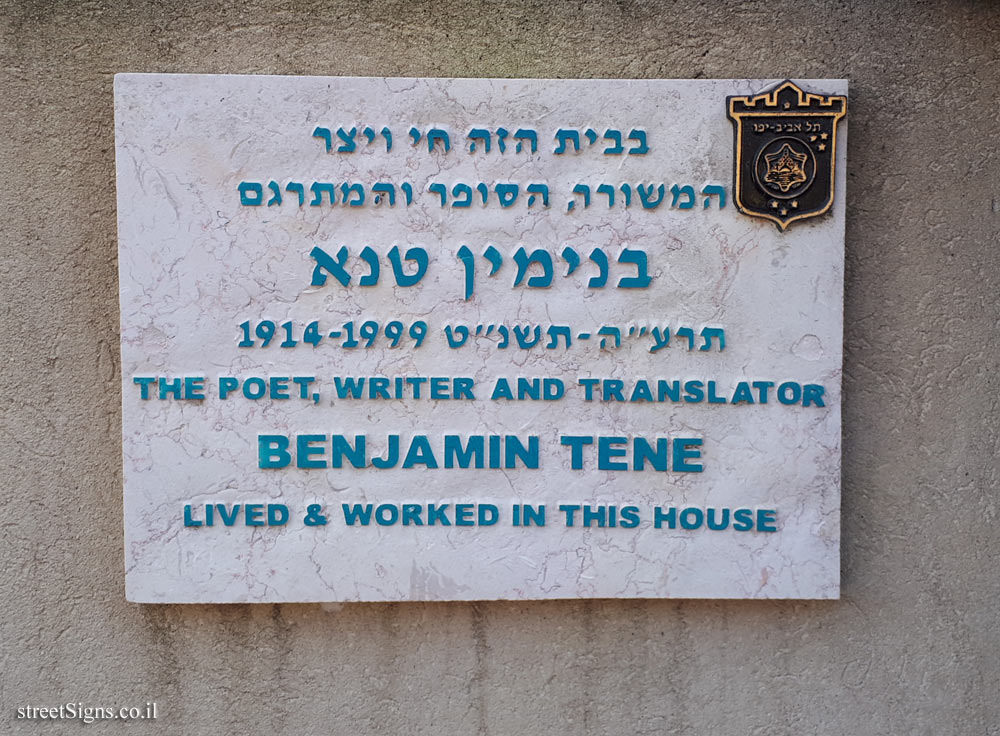 תל אביב-יפו
בבית הזה חי ויצר
המשורר, הסופר והמתרגם
בנימין טנא
תרע״ה-תשנ״ט 1914-1999
THE POET, WRITER AND TRANSLATOR
BENJAMIN TENE
LIVED & WORKED IN THIS HOUSE
streetSigns.co.il